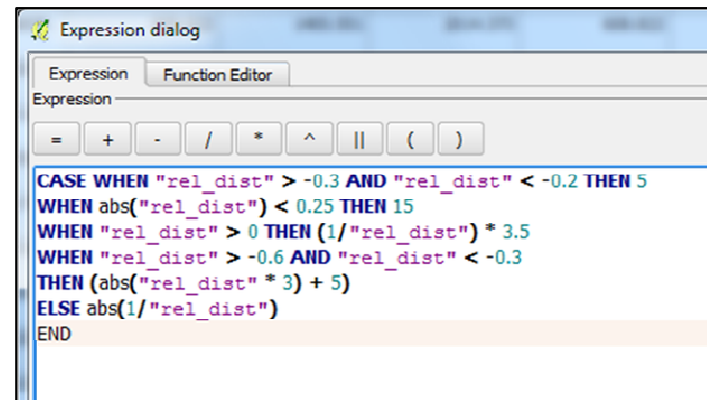 Expression dialog
Expression
Function Editor
Expression
=
+
-
/
*
^
||
(
)
CASE WHEN "rel_dist" > -0.3 AND "rel_dist" < -0.2 THEN 5
WHEN abs("rel_dist") < 0.25 THEN 15
WHEN "rel_dist" > 0 THEN (1/"rel_dist") * 3.5
WHEN "rel_dist" > -0.6 AND "rel_dist" < -0.3
THEN (abs("rel_dist" * 3) + 5)
ELSE abs(1/"rel_dist")
END